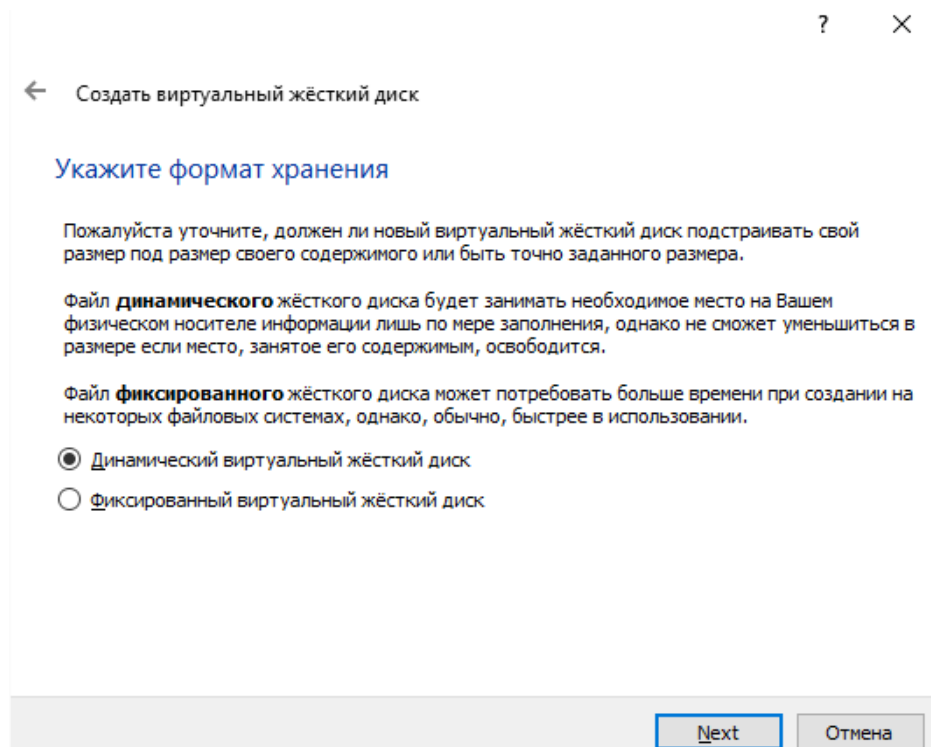 ?
Создать виртуальный жёсткий диск
Укажите формат хранения
Пожалуйста уточните, должен ли новый виртуальный жёсткий диск подстраивать свой
размер под размер своего содержимого или быть точно заданного размера.
Файл динамического жёсткого диска будет занимать необходимое место на Вашем
физическом носителе информации лишь по мере заполнения, однако не сможет уменьшиться в
размере если место, занятое его содержимым, освободится.
Файл фиксированного жёсткого диска может потребовать больше времени при создании на
некоторых файловых системах, однако, обычно, быстрее в использовании.
Динамический виртуальный жёсткий диск
Фиксированный виртуальный жёсткий диск
Next Отмена